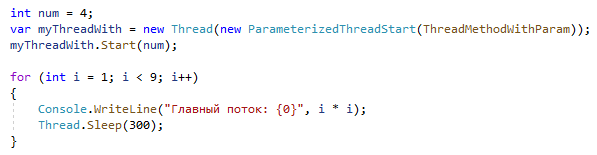 int num = 4;
var myThreadWith = new Thread(new ParameterizedThreadStart(ThreadMethodWithParam));
myThreadWith.Start(num);
for (int i = 1; i < 9; i++)
{
Console.WriteLine("Главный поток: {0}", i * i);
Thread.Sleep(300);
}